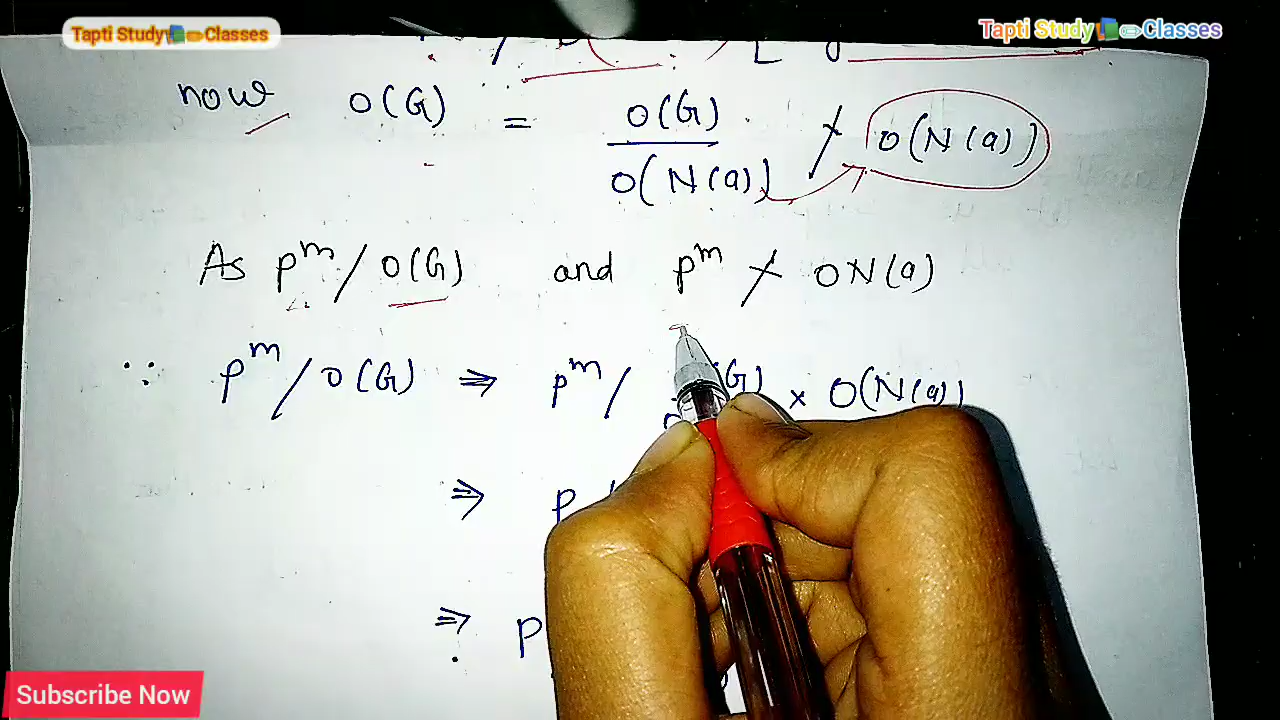 Tapti Study Classes
Tapti Study Classes
now O(G) = O(G) / O(N(a)) × O(N(a))
As p^m / O(G) and p^m ∤ ON(a)
∵ p^m / O(G) ⇒ p^m / (G) × O(N(a))
⇒ p
⇒ p
Subscribe Now